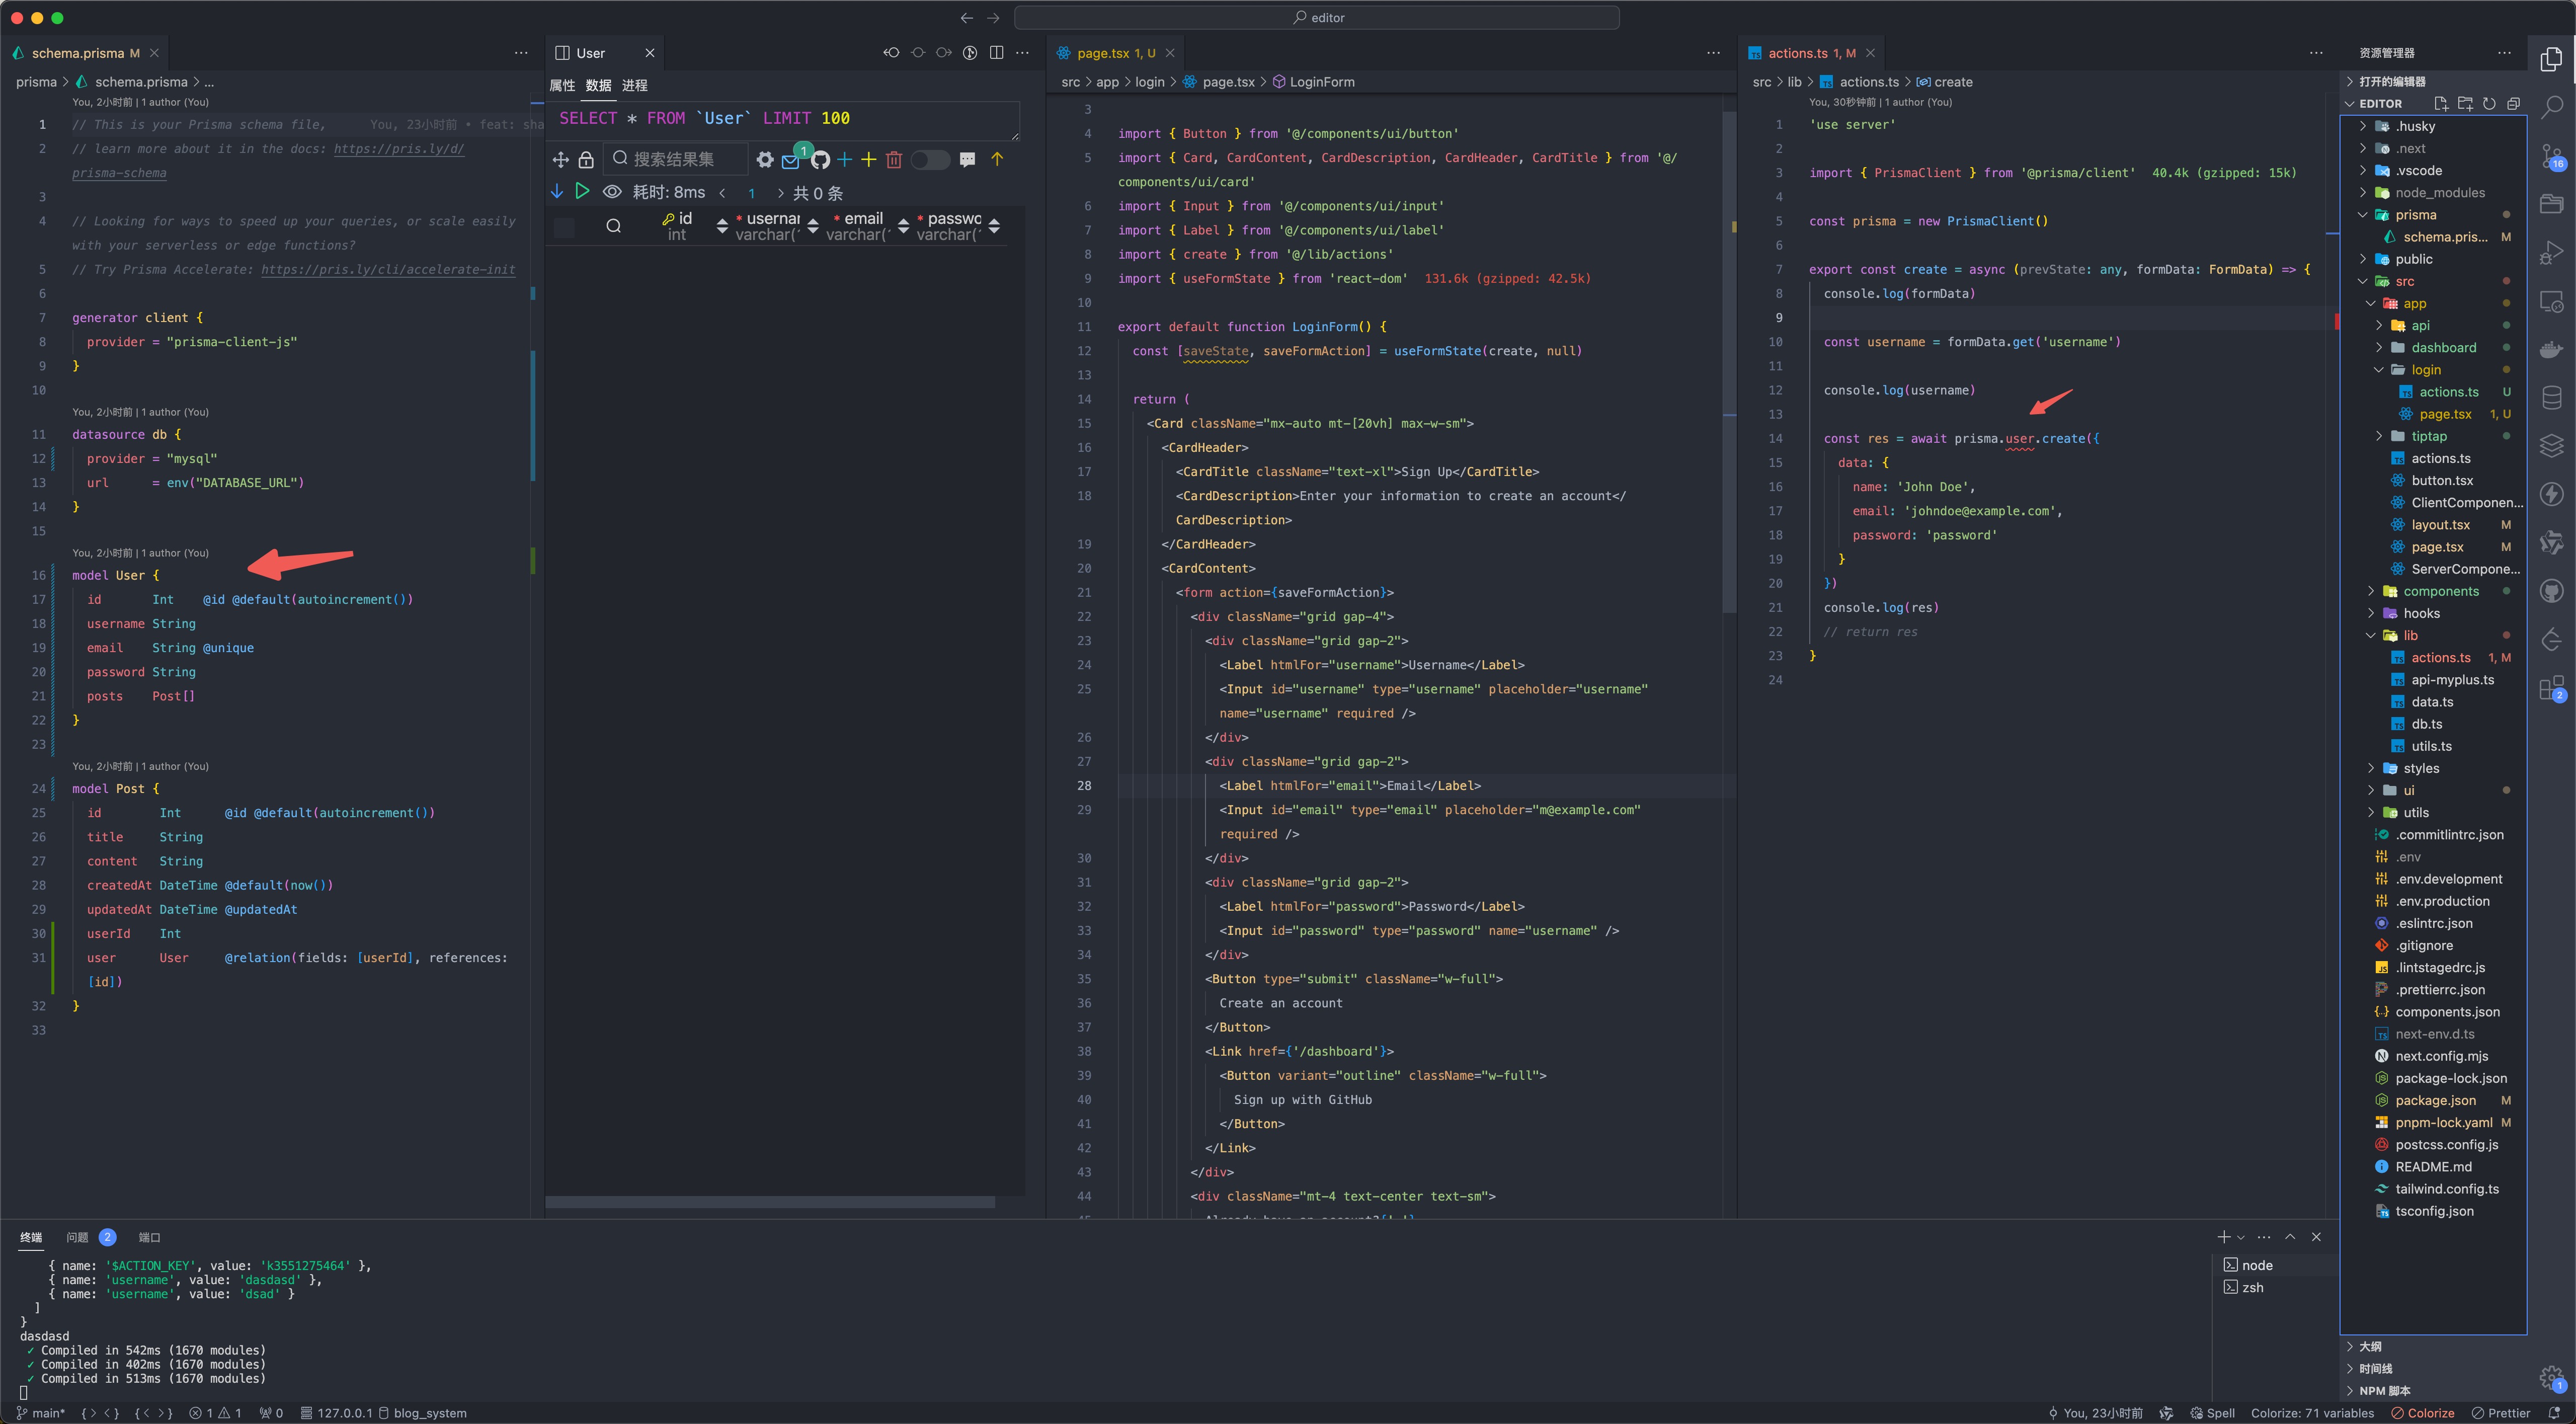 editor
schema.prisma M
prisma > schema.prisma > ...
You, 2小时前 | 1 author (You)
1 // This is your Prisma schema file, You, 23小时前 • feat: sha
2 // learn more about it in the docs: https://pris.ly/d/
prisma-schema
3
4 // Looking for ways to speed up your queries, or scale easily
with your serverless or edge functions?
5 // Try Prisma Accelerate: https://pris.ly/cli/accelerate-init
6
7 generator client {
8 provider = "prisma-client-js"
9 }
10
You, 2小时前 | 1 author (You)
11 datasource db {
12 provider = "mysql"
13 url = env("DATABASE_URL")
14 }
15
You, 2小时前 | 1 author (You)
16 model User {
17 id Int @id @default(autoincrement())
18 username String
19 email String @unique
20 password String
21 posts Post[]
22 }
23
You, 2小时前 | 1 author (You)
24 model Post {
25 id Int @id @default(autoincrement())
26 title String
27 content String
28 createdAt DateTime @default(now())
29 updatedAt DateTime @updatedAt
30 userId Int
31 user User @relation(fields: [userId], references:
[id])
32 }
33
User
属性 数据 进程
SELECT * FROM `User` LIMIT 100
搜索结果集 1
耗时: 8ms < 1 > 共 0 条
id * usernar * email * passwc
int varchar(' varchar(' varchar('
page.tsx 1, U
src > app > login > page.tsx > LoginForm
3
4 import { Button } from '@/components/ui/button'
5 import { Card, CardContent, CardDescription, CardHeader, CardTitle } from '@/
components/ui/card'
6 import { Input } from '@/components/ui/input'
7 import { Label } from '@/components/ui/label'
8 import { create } from '@/lib/actions'
9 import { useFormState } from 'react-dom' 131.6k (gzipped: 42.5k)
10
11 export default function LoginForm() {
12 const [saveState, saveFormAction] = useFormState(create, null)
13
14 return (
15 <Card className="mx-auto mt-[20vh] max-w-sm">
16 <CardHeader>
17 <CardTitle className="text-xl">Sign Up</CardTitle>
18 <CardDescription>Enter your information to create an account</
CardDescription>
19 </CardHeader>
20 <CardContent>
21 <form action={saveFormAction}>
22 <div className="grid gap-4">
23 <div className="grid gap-2">
24 <Label htmlFor="username">Username</Label>
25 <Input id="username" type="username" placeholder="username"
name="username" required />
26 </div>
27 <div className="grid gap-2">
28 <Label htmlFor="email">Email</Label>
29 <Input id="email" type="email" placeholder="m@example.com"
required />
30 </div>
31 <div className="grid gap-2">
32 <Label htmlFor="password">Password</Label>
33 <Input id="password" type="password" name="username" />
34 </div>
35 <Button type="submit" className="w-full">
36 Create an account
37 </Button>
38 <Link href={'/dashboard'}>
39 <Button variant="outline" className="w-full">
40 Sign up with GitHub
41 </Button>
42 </Link>
43 </div>
44 <div className="mt-4 text-center text-sm">
actions.ts 1, M
src > lib > actions.ts > create
You, 30秒钟前 | 1 author (You)
1 'use server'
2
3 import { PrismaClient } from '@prisma/client' 40.4k (gzipped: 15k)
4
5 const prisma = new PrismaClient()
6
7 export const create = async (prevState: any, formData: FormData) => {
8 console.log(formData)
9
10 const username = formData.get('username')
11
12 console.log(username)
13
14 const res = await prisma.user.create({
15 data: {
16 name: 'John Doe',
17 email: 'johndoe@example.com',
18 password: 'password'
19 }
20 })
21 console.log(res)
22 // return res
23 }
24
资源管理器
打开的编辑器
EDITOR
.husky
.next
.vscode
node_modules
prisma
schema.pris... M
public
src
app
api
dashboard
login
actions.ts U
page.tsx 1, U
tiptap
actions.ts
button.tsx
ClientComponen...
layout.tsx M
page.tsx M
ServerCompone...
components
hooks
lib
actions.ts 1, M
api-myplus.ts
data.ts
db.ts
utils.ts
styles
ui
utils
.commitlintrc.json
.env
.env.development
.env.production
.eslintrc.json
.gitignore
.lintstagedrc.js
.prettierrc.json
components.json
next-env.d.ts
next.config.mjs
package-lock.json
package.json M
pnpm-lock.yaml M
postcss.config.js
README.md
tailwind.config.ts
tsconfig.json
大纲
时间线
NPM 脚本
16
2
1
终端 问题 2 端口
{ name: '$ACTION_KEY', value: 'k3551275464' },
{ name: 'username', value: 'dasdasd' },
{ name: 'username', value: 'dsad' }
]
}
dasdasd
✓ Compiled in 542ms (1670 modules)
✓ Compiled in 402ms (1670 modules)
✓ Compiled in 513ms (1670 modules)
node
zsh
main* 1 1 0 127.0.0.1 blog_system You, 23小时前 Spell Colorize: 71 variables Colorize Prettier